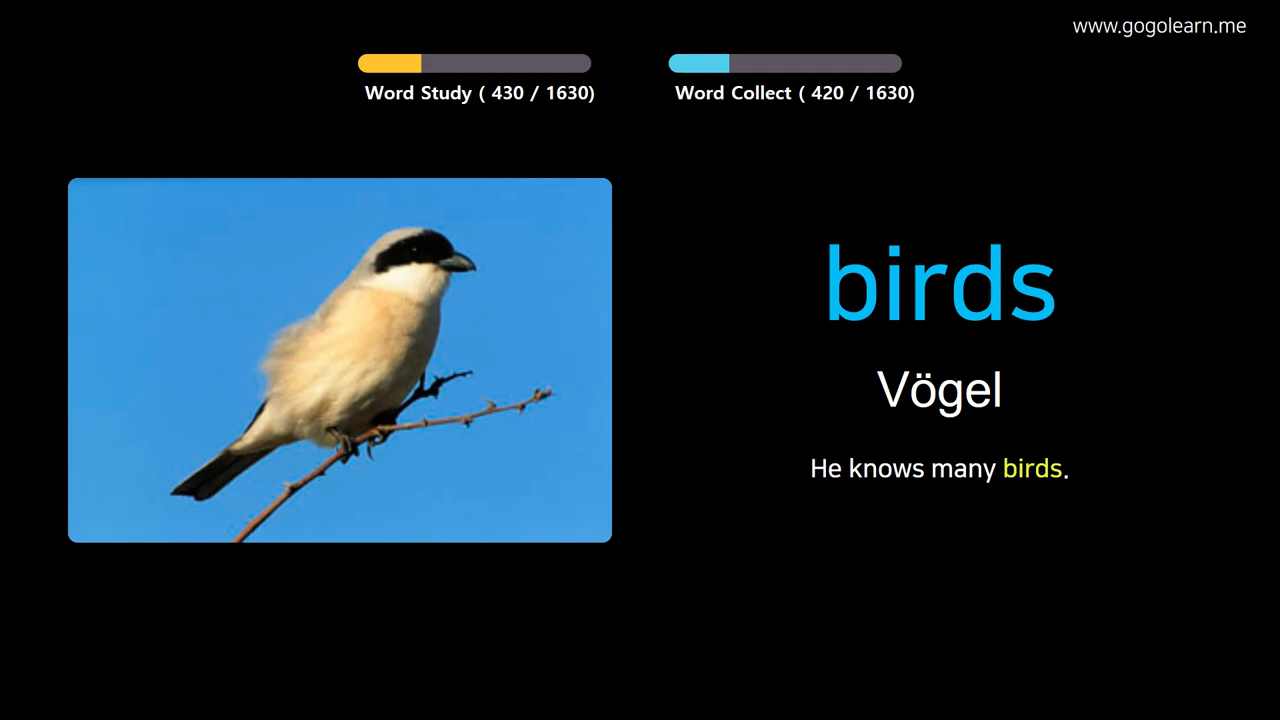 www.gogolearn.me
Word Study ( 430 / 1630)
Word Collect ( 420 / 1630)
birds
Vögel
He knows many birds.